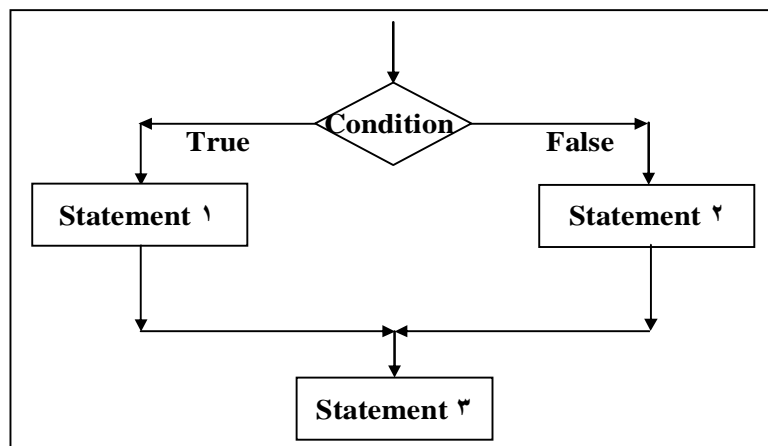 Condition
True
False
Statement ١
Statement ٢
Statement ٣